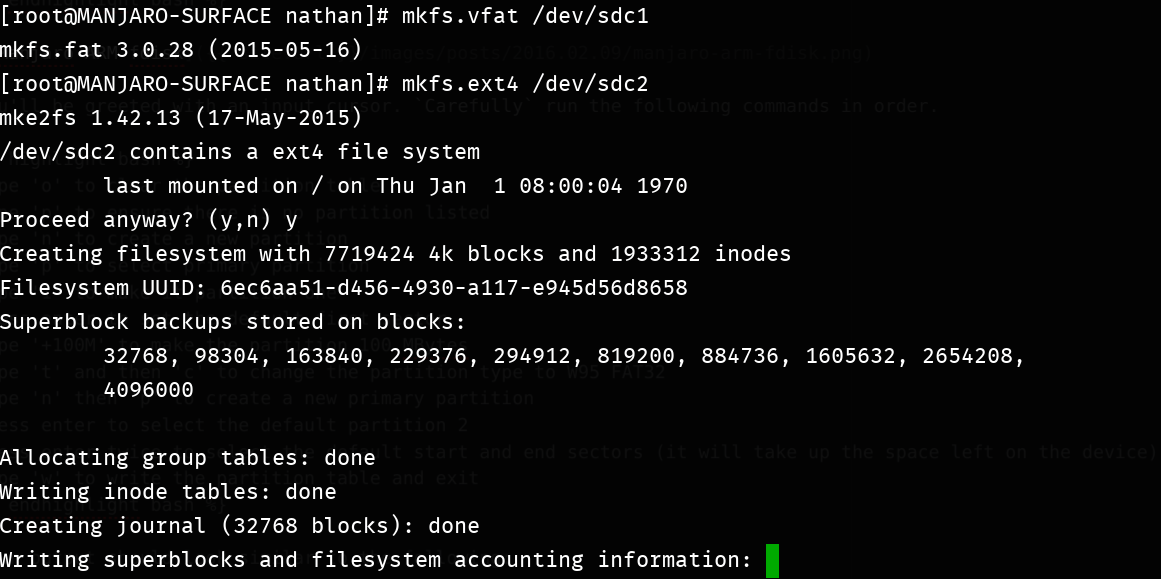 [root@MANJARO-SURFACE nathan]# mkfs.vfat /dev/sdc1
mkfs.fat 3.0.28 (2015-05-16)
[root@MANJARO-SURFACE nathan]# mkfs.ext4 /dev/sdc2
mke2fs 1.42.13 (17-May-2015)
/dev/sdc2 contains a ext4 file system
        last mounted on / on Thu Jan  1 08:00:04 1970
Proceed anyway? (y,n) y
Creating filesystem with 7719424 4k blocks and 1933312 inodes
Filesystem UUID: 6ec6aa51-d456-4930-a117-e945d56d8658
Superblock backups stored on blocks:
        32768, 98304, 163840, 229376, 294912, 819200, 884736, 1605632, 2654208,
        4096000
Allocating group tables: done
Writing inode tables: done
Creating journal (32768 blocks): done
Writing superblocks and filesystem accounting information: